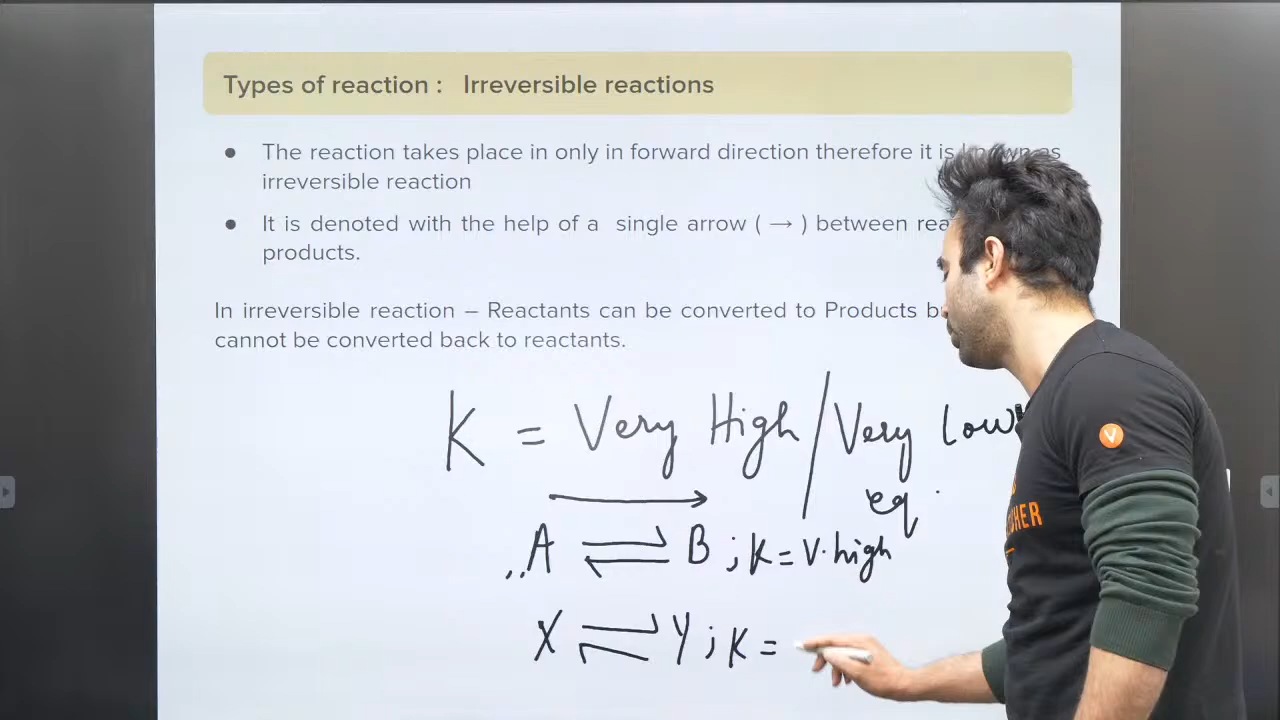 Types of reaction : Irreversible reactions
● The reaction takes place in only in forward direction therefore it is known as
irreversible reaction
● It is denoted with the help of a single arrow ( → ) between
products.
In irreversible reaction – Reactants can be converted to Products
cannot be converted back to reactants.
K = Very High / Very Low
→ eq.
A ⇌ B ; K = V. high
X ⇌ Y ; K =